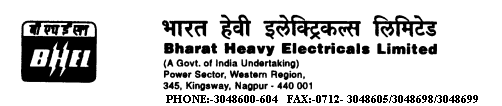 बी एच ई एल
BHEL
भारत हेवी इलेक्ट्रिकल्स लिमिटेड
Bharat Heavy Electricals Limited
(A Govt. of India Undertaking)
Power Sector, Western Region,
345, Kingsway, Nagpur - 440 001
PHONE:-3048600-604 FAX:-0712- 3048605/3048698/3048699